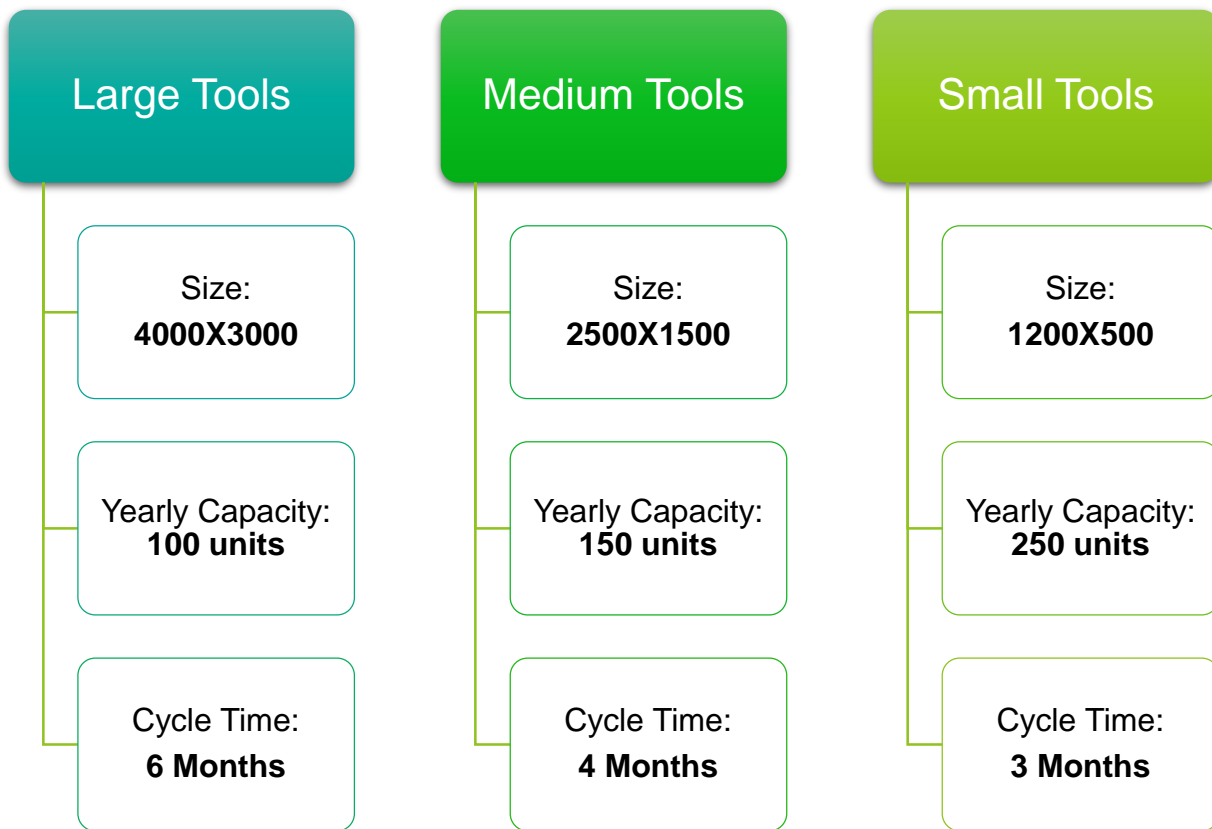 Large Tools
Size:
4000X3000
Yearly Capacity:
100 units
Cycle Time:
6 Months
Medium Tools
Size:
2500X1500
Yearly Capacity:
150 units
Cycle Time:
4 Months
Small Tools
Size:
1200X500
Yearly Capacity:
250 units
Cycle Time:
3 Months